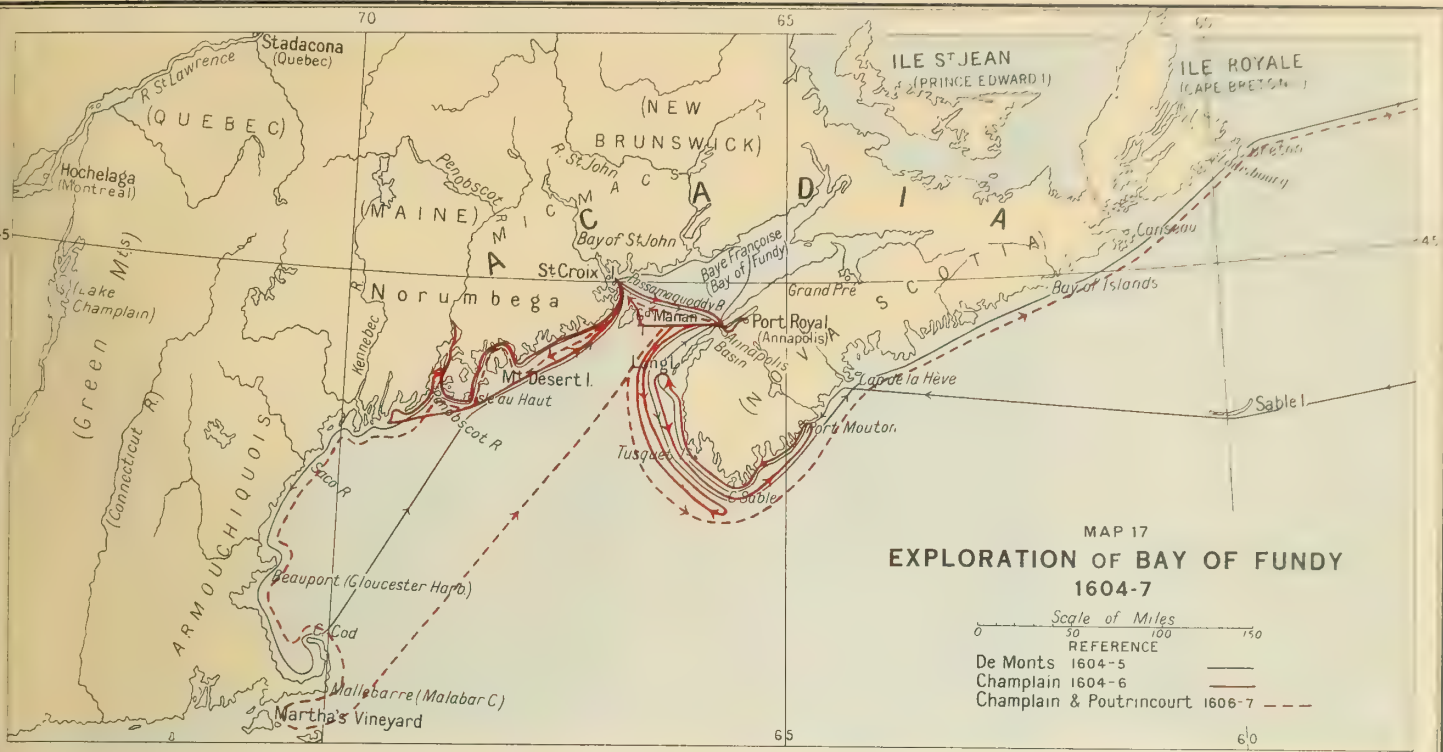 70
65
60
Stadacona
(Quebec)
R St Lawrence
(QUEBEC)
Hochelaga
(Montreal)
(NEW
BRUNSWICK)
ILE ST JEAN
(PRINCE EDWARD I)
ILE ROYALE
(CAPE BRETON I)
Penobscot R
R. St John
MICMACS
ACADIA
(MAINE)
Bay of St John
45
45
(Lake
Champlain)
(Green Mts)
St Croix I
Norumbega
Passamaquoddy B
Baye Françoise
(Bay of Fundy)
Grand Pré
Canseau
Bay of Islands
(NOVA SCOTIA)
Gd Manan
Port Royal
(Annapolis)
Annapolis
Basin
Kennebec R
Long I.
Mt Desert I.
Isle au Haut
Penobscot R
Cap de la Hève
Sable I
Port Mouton
Tusquet Is
C Sable
(Connecticut R)
ARMOUCHIQUOIS
Saco R
Beauport (Gloucester Harb.)
C. Cod
Mallebarre (Malabar C)
Martha's Vineyard
MAP 17
EXPLORATION OF BAY OF FUNDY
1604-7
Scale of Miles
0 50 100 150
REFERENCE
De Monts 1604-5
Champlain 1604-6
Champlain & Poutrincourt 1606-7
65
60